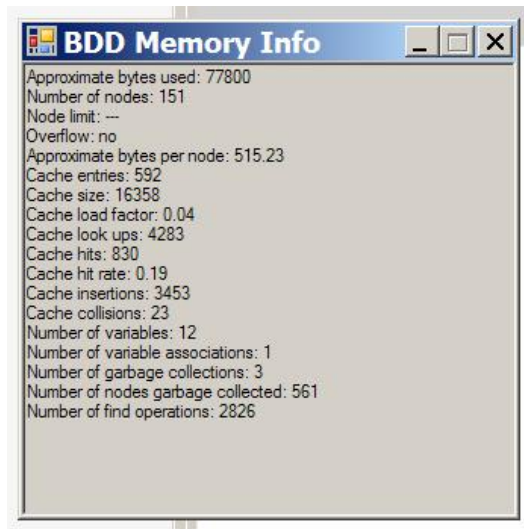 BDD Memory Info
Approximate bytes used: 77800
Number of nodes: 151
Node limit: ---
Overflow: no
Approximate bytes per node: 515.23
Cache entries: 592
Cache size: 16358
Cache load factor: 0.04
Cache look ups: 4283
Cache hits: 830
Cache hit rate: 0.19
Cache insertions: 3453
Cache collisions: 23
Number of variables: 12
Number of variable associations: 1
Number of garbage collections: 3
Number of nodes garbage collected: 561
Number of find operations: 2826